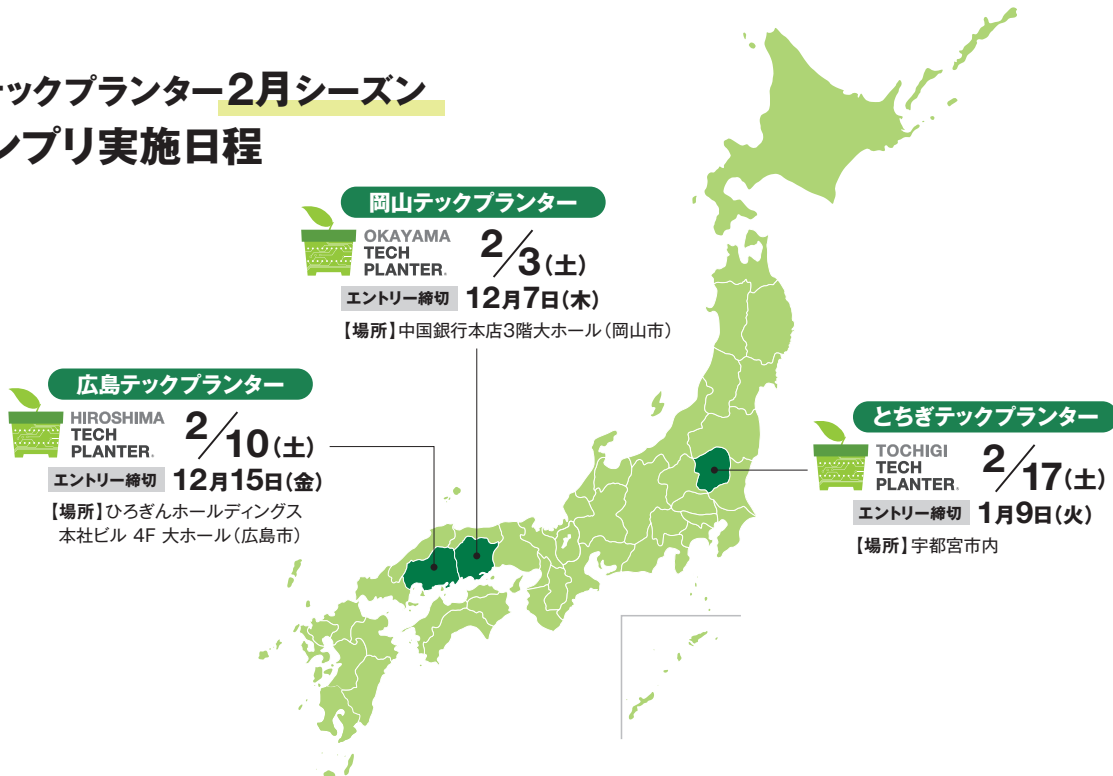 ックプランター2月シーズン
ンプリ実施日程
岡山テックプランター
OKAYAMA
TECH
PLANTER.
2/3(土)
エントリー締切 12月7日(木)
【場所】中国銀行本店3階大ホール(岡山市)
広島テックプランター
HIROSHIMA
TECH
PLANTER.
2/10(土)
エントリー締切 12月15日(金)
【場所】ひろぎんホールディングス
本社ビル 4F 大ホール(広島市)
とちぎテックプランター
TOCHIGI
TECH
PLANTER.
2/17(土)
エントリー締切 1月9日(火)
【場所】宇都宮市内